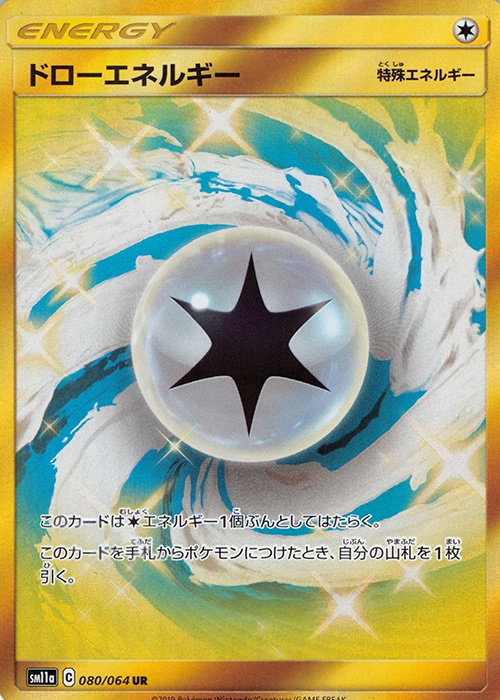 ENERGY
ドローエネルギー
とくしゅ
特殊エネルギー
むしょく こ
このカードはエネルギー1個ぶんとしてはたらく。
てふだ じぶん やまふだ まい
このカードを手札からポケモンにつけたとき、自分の山札を1枚
ひ
引く。
sm11a C 080/064 UR
©2019 Pokémon/Nintendo/Creatures/GAME FREAK.